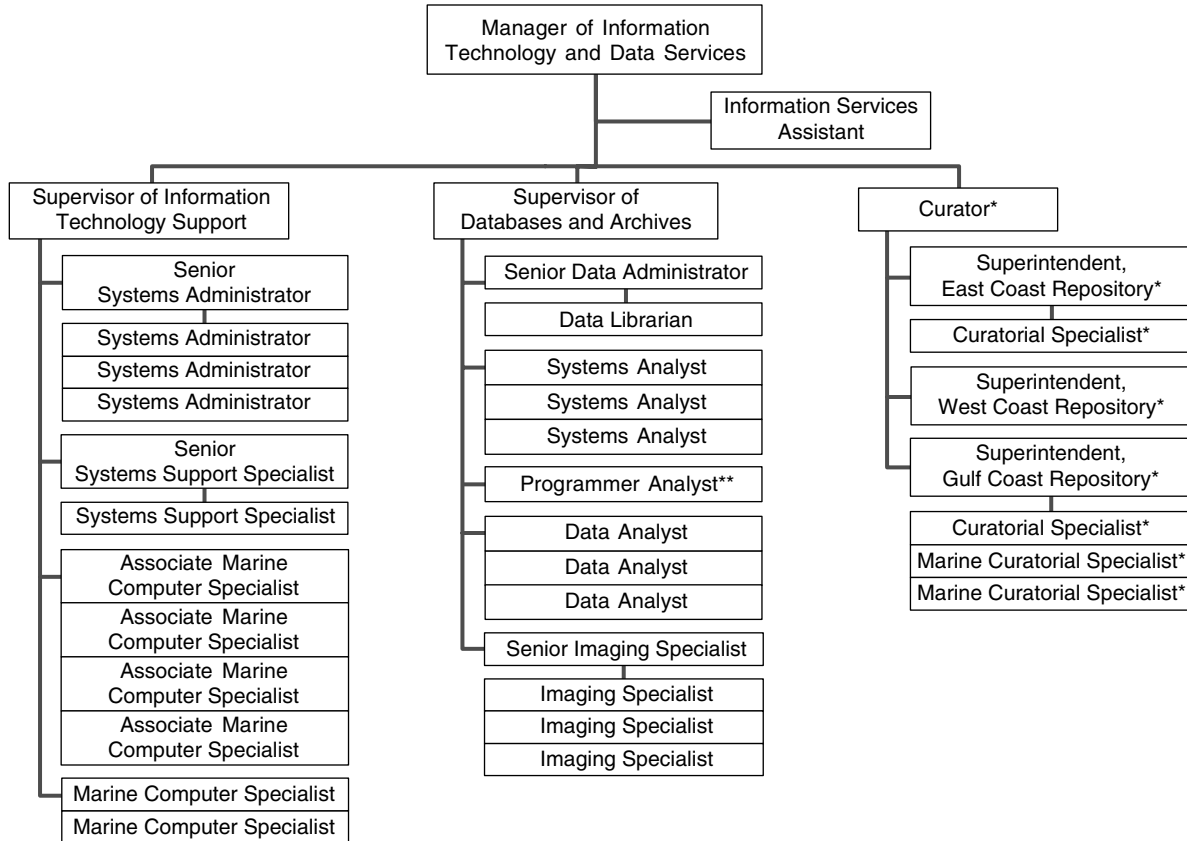 Manager of Information
Technology and Data Services
Information Services
Assistant
Supervisor of Information
Technology Support
Senior
Systems Administrator
Systems Administrator
Systems Administrator
Systems Administrator
Senior
Systems Support Specialist
Systems Support Specialist
Associate Marine
Computer Specialist
Associate Marine
Computer Specialist
Associate Marine
Computer Specialist
Associate Marine
Computer Specialist
Marine Computer Specialist
Marine Computer Specialist
Supervisor of
Databases and Archives
Senior Data Administrator
Data Librarian
Systems Analyst
Systems Analyst
Systems Analyst
Programmer Analyst**
Data Analyst
Data Analyst
Data Analyst
Senior Imaging Specialist
Imaging Specialist
Imaging Specialist
Imaging Specialist
Curator*
Superintendent,
East Coast Repository*
Curatorial Specialist*
Superintendent,
West Coast Repository*
Superintendent,
Gulf Coast Repository*
Curatorial Specialist*
Marine Curatorial Specialist*
Marine Curatorial Specialist*